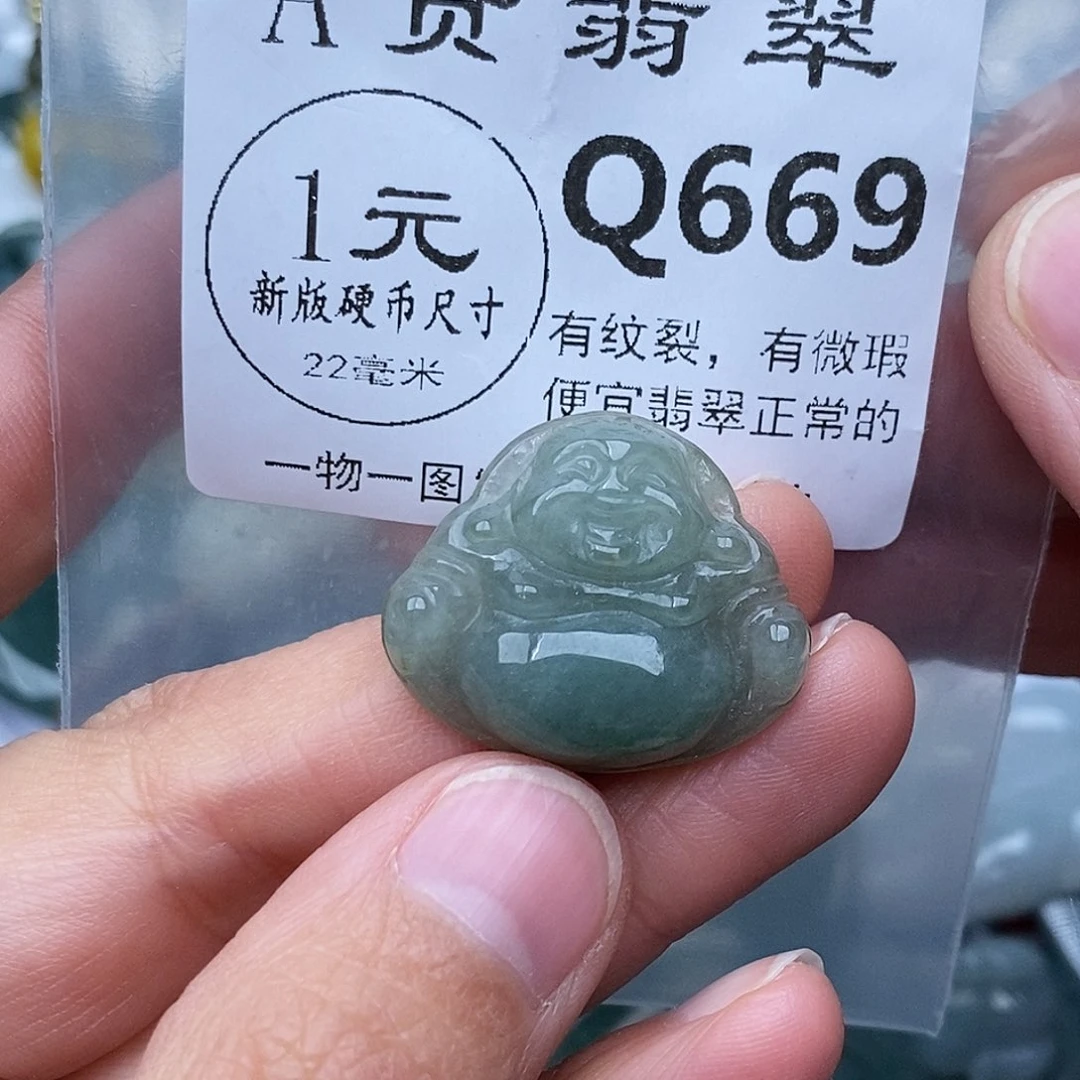 A货翡翠
1元
新版硬币尺寸
22毫米
Q669
有纹裂，有微瑕
便宜翡翠正常的
一物一图